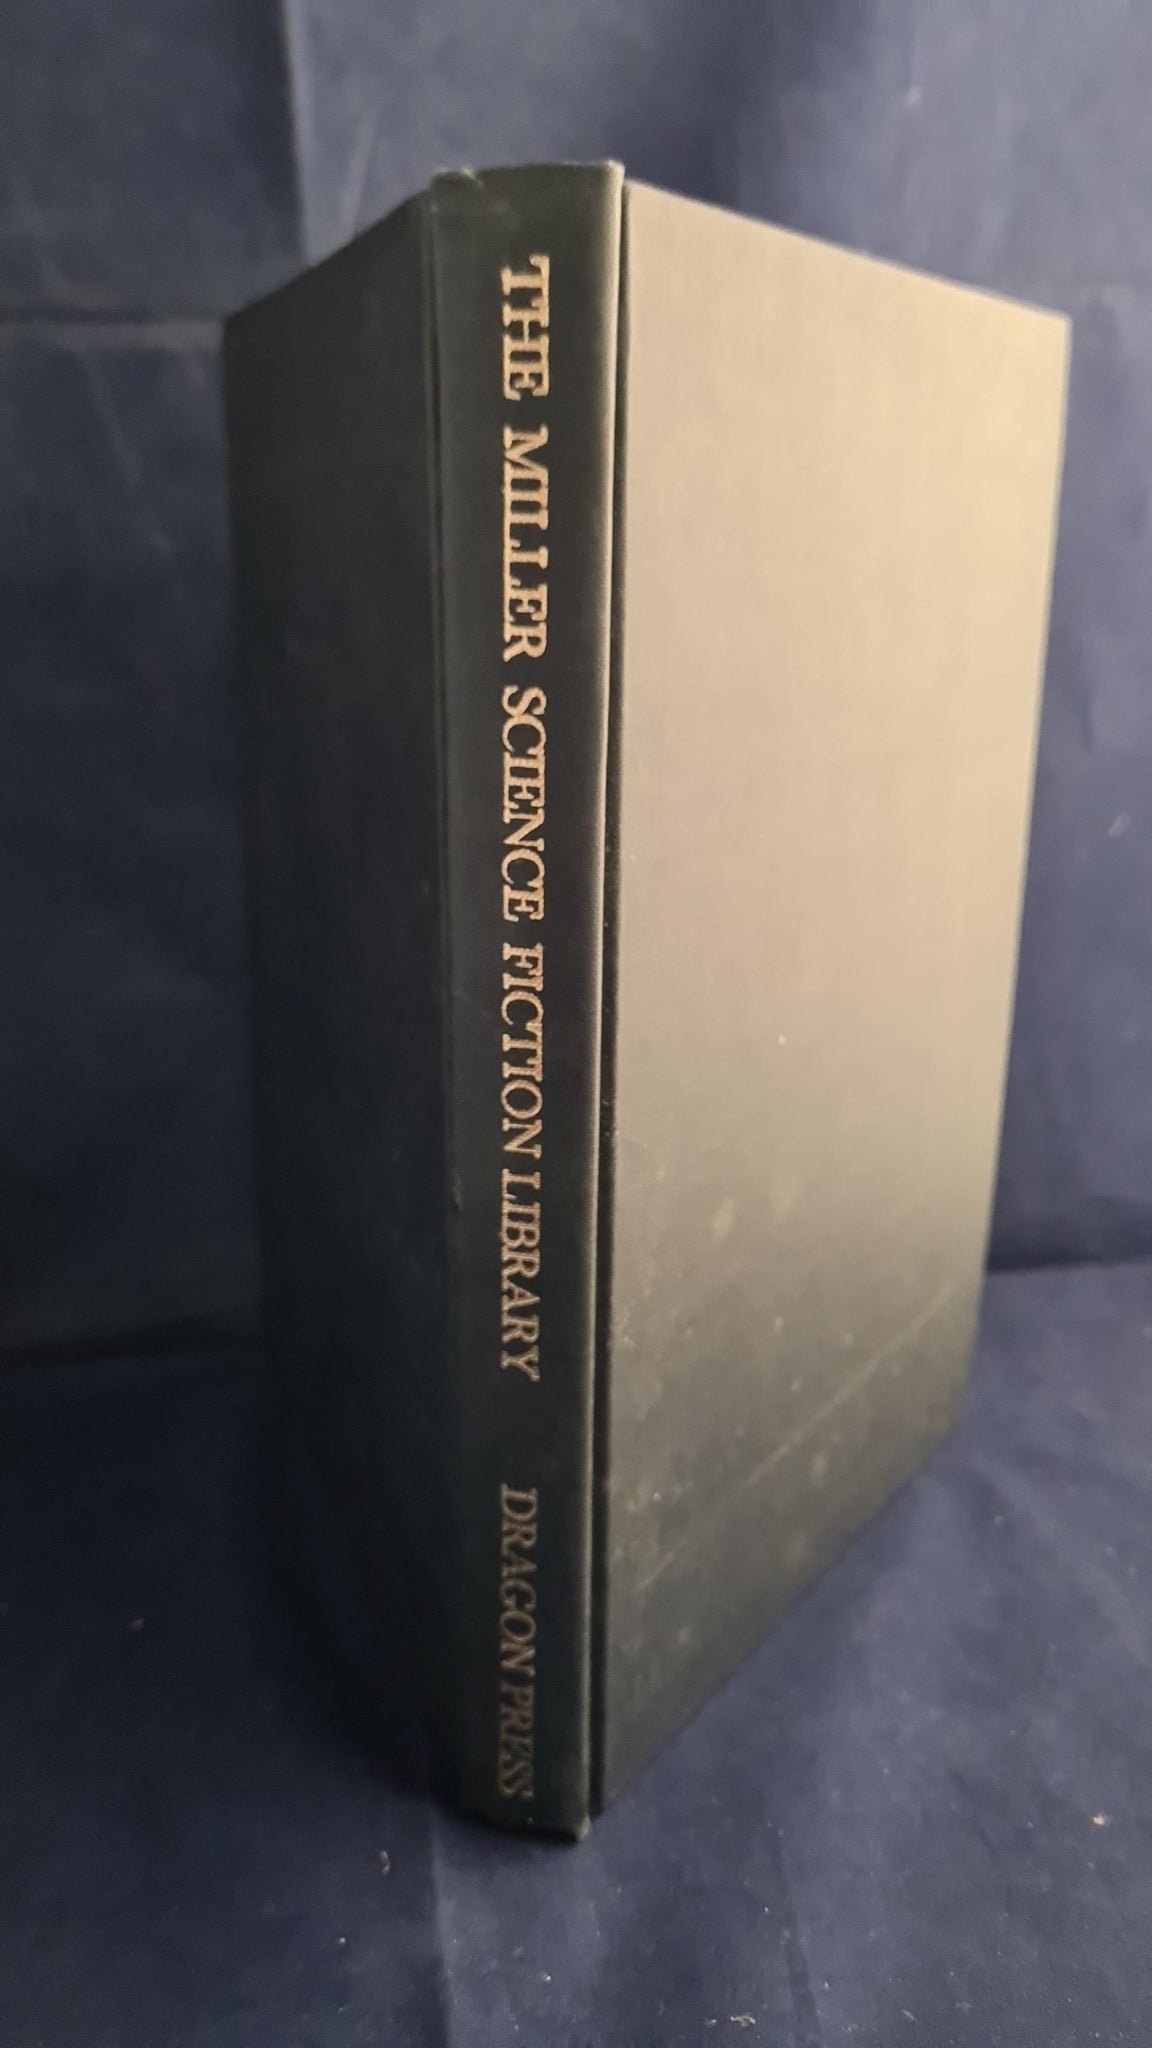 THE MILLER SCIENCE FICTION LIBRARY DRAGON PRESS